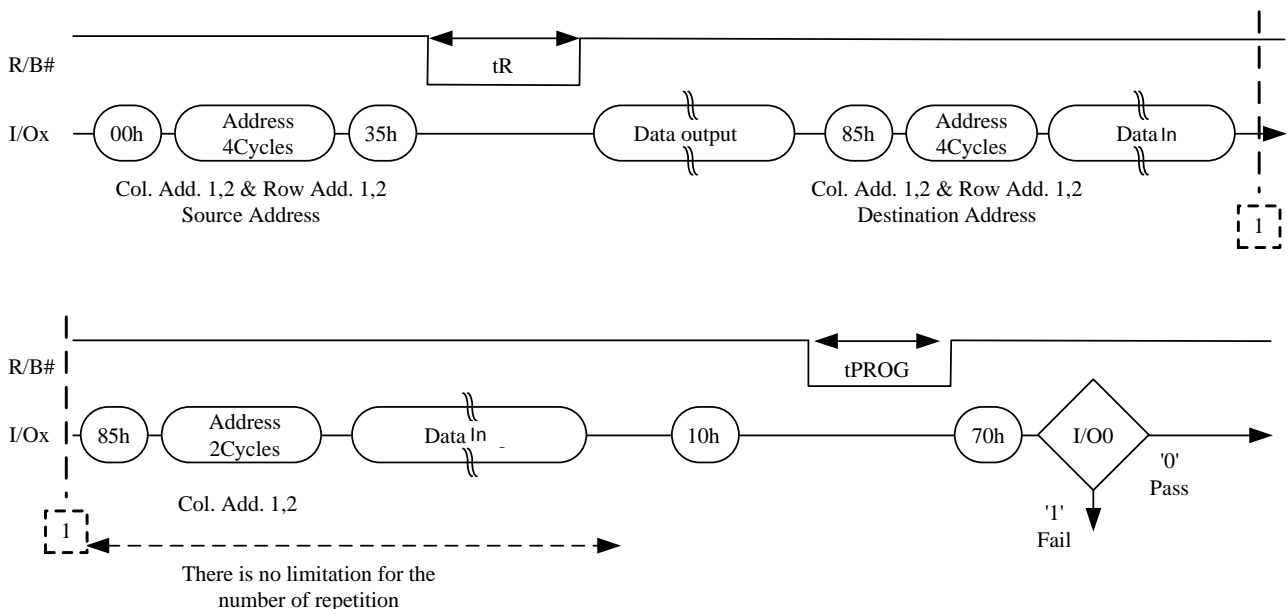 R/B#
tR
I/Ox
00h
Address
4Cycles
35h
Data output
85h
Address
4Cycles
Data In
Col. Add. 1,2 & Row Add. 1,2
Source Address
Col. Add. 1,2 & Row Add. 1,2
Destination Address
1
R/B#
tPROG
I/Ox
85h
Address
2Cycles
Data In
10h
70h
I/O0
'0'
Pass
'1'
Fail
Col. Add. 1,2
1
There is no limitation for the
number of repetition